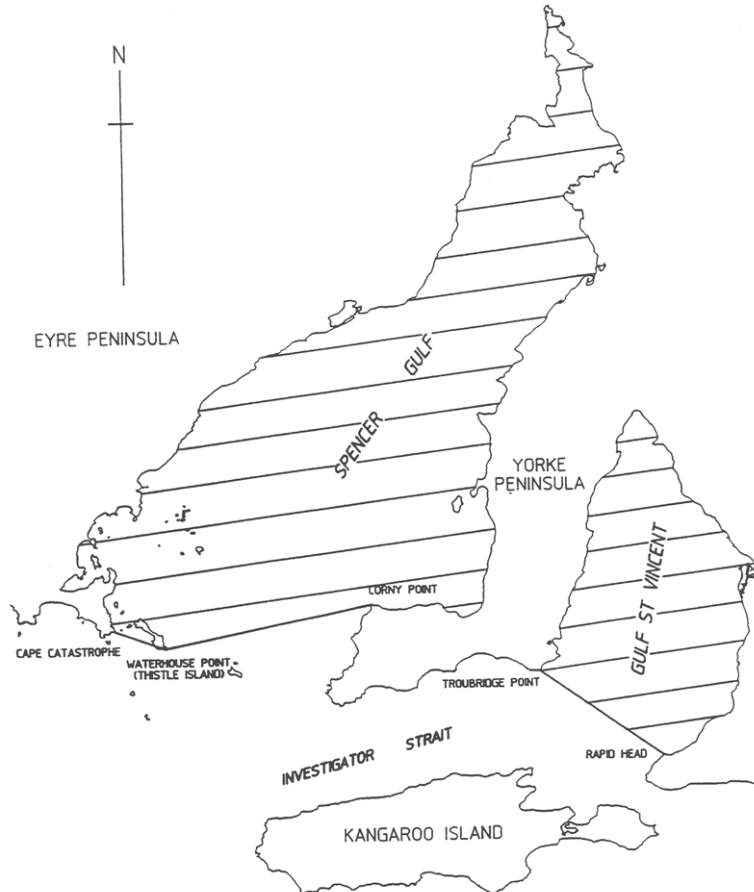 N
EYRE PENINSULA
SPENCER GULF
YORKE
PENINSULA
GULF ST VINCENT
CORNY POINT
CAPE CATASTROPHE
WATERHOUSE POINT
(THISTLE ISLAND)
TROUBRIDGE POINT
INVESTIGATOR STRAIT
RAPID HEAD
KANGAROO ISLAND